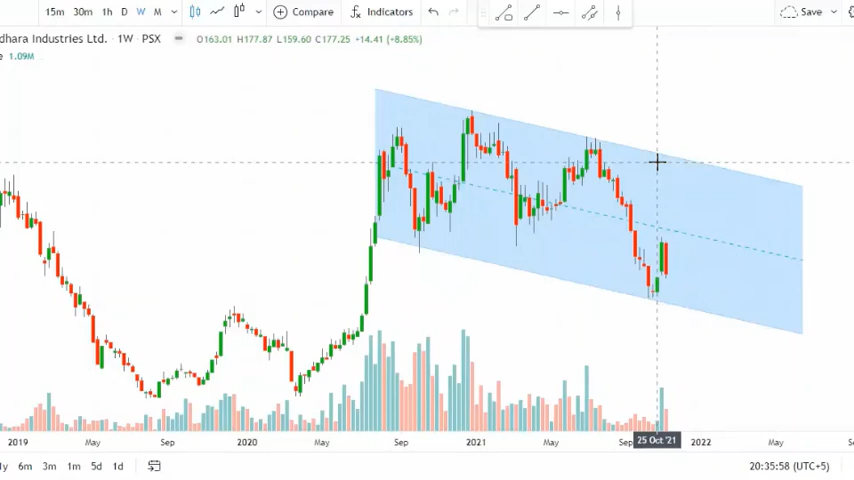 15m 30m 1h D W M Compare Indicators Save
dhara Industries Ltd. · 1W · PSX O163.01 H177.87 L159.60 C177.25 +14.41 (+8.85%)
e 1.09M
2019 May Sep 2020 May Sep 2021 May Sep 25 Oct '21 2022 May Se
1y 6m 3m 1m 5d 1d 20:35:58 (UTC+5)